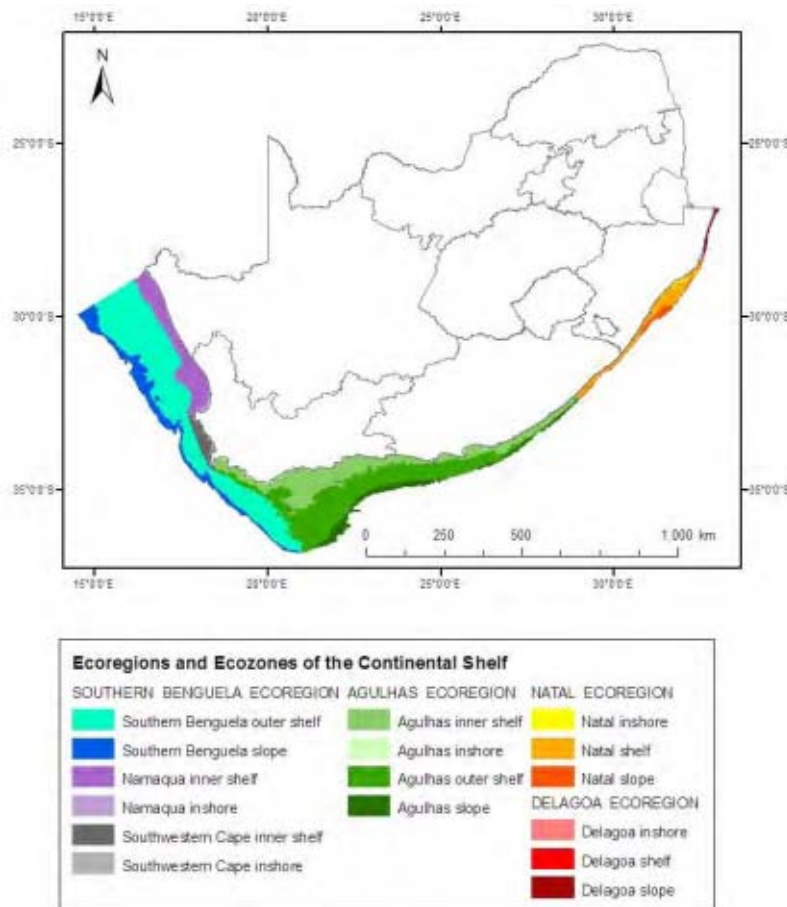 15°0'0"E 20°0'0"E 25°0'0"E 30°0'0"E
N
25°0'0"S 25°0'0"S
30°0'0"S 30°0'0"S
35°0'0"S 35°0'0"S
0 250 500 1.000 km
15°0'0"E 20°0'0"E 25°0'0"E 30°0'0"E
Ecoregions and Ecozones of the Continental Shelf
SOUTHERN BENGUELA ECOREGION
Southern Benguela outer shelf
Southern Benguela slope
Namaqua inner shelf
Namaqua inshore
Southwestern Cape inner shelf
Southwestern Cape inshore
AGULHAS ECOREGION
Agulhas inner shelf
Agulhas inshore
Agulhas outer shelf
Agulhas slope
NATAL ECOREGION
Natal inshore
Natal shelf
Natal slope
DELAGOA ECOREGION
Delagoa inshore
Delagoa shelf
Delagoa slope